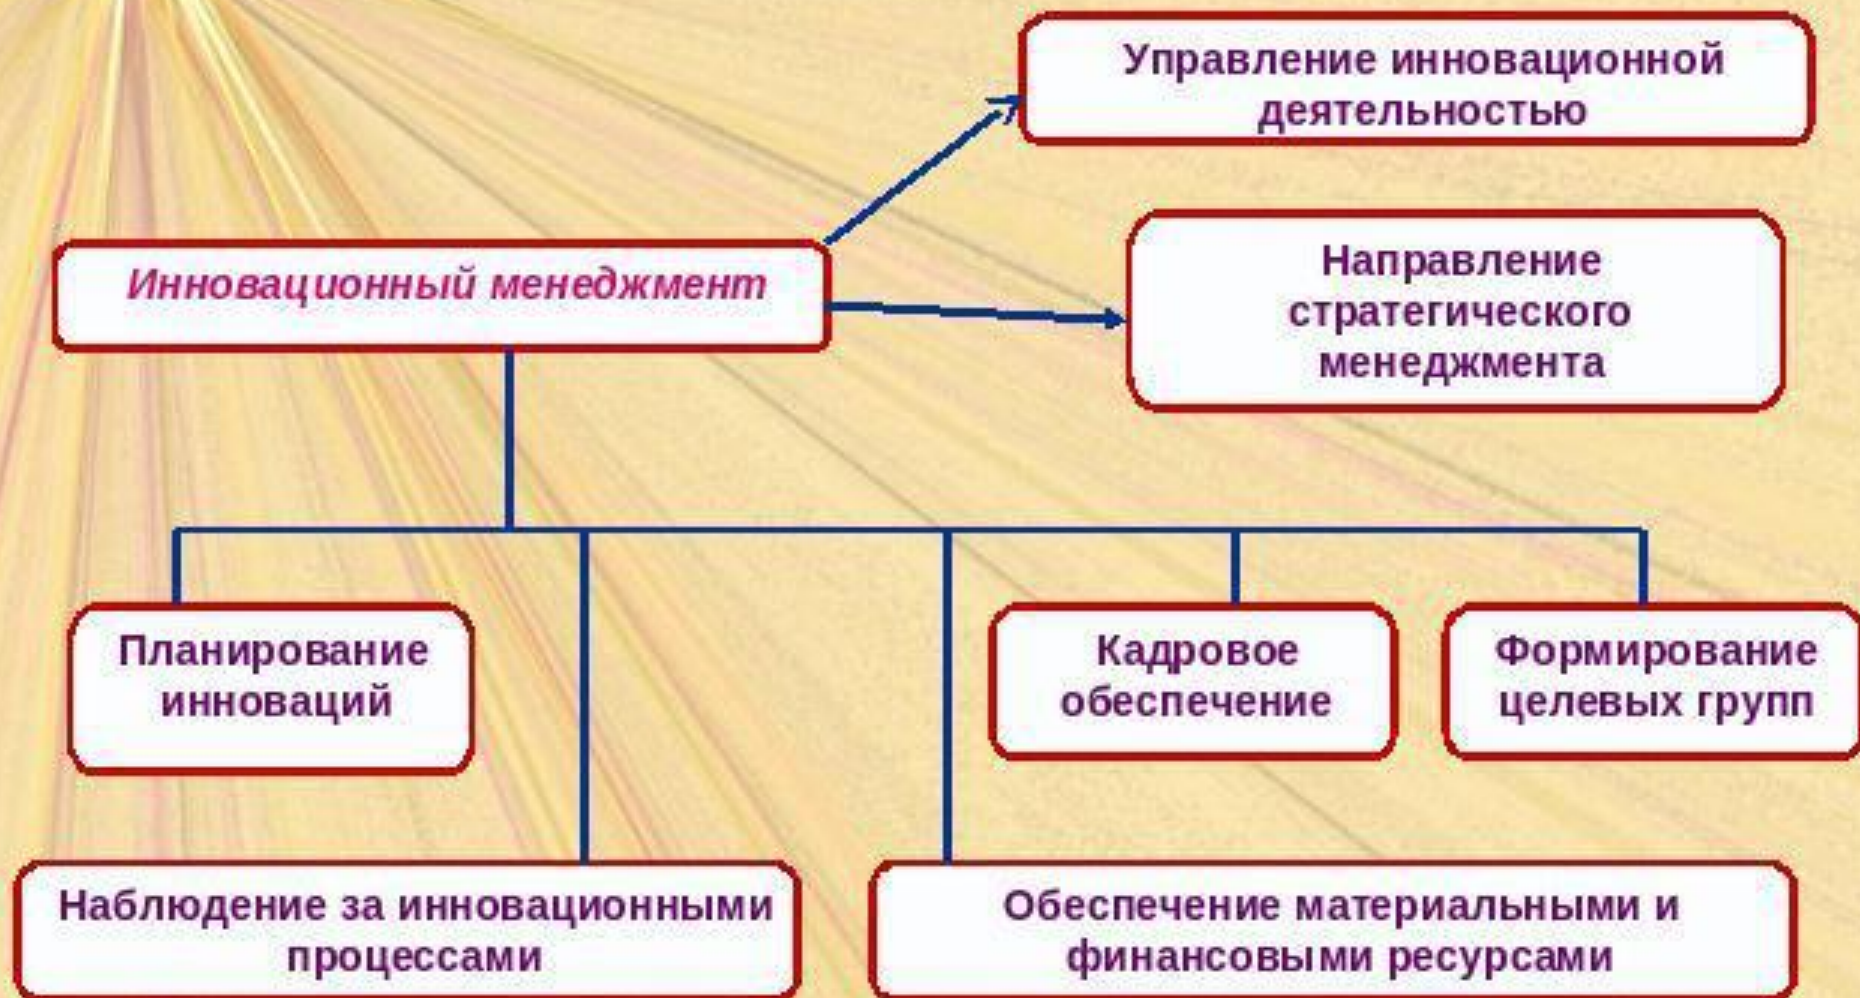 Управление инновационной
деятельностью
Инновационный менеджмент
Направление
стратегического
менеджмента
Планирование
инноваций
Кадровое
обеспечение
Формирование
целевых групп
Наблюдение за инновационными
процессами
Обеспечение материальными и
финансовыми ресурсами